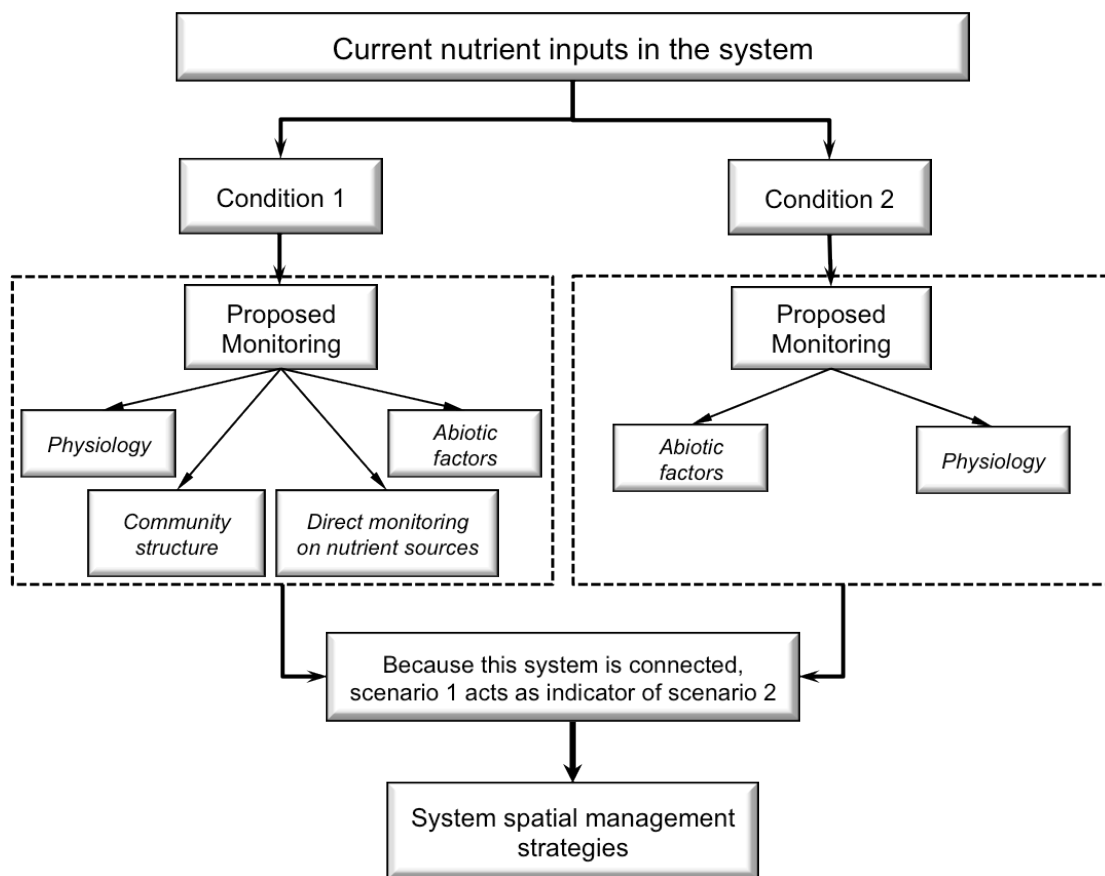 Current nutrient inputs in the system
Condition 1
Condition 2
Proposed
Monitoring
Physiology
Abiotic
factors
Community
structure
Direct monitoring
on nutrient sources
Proposed
Monitoring
Abiotic
factors
Physiology
Because this system is connected,
scenario 1 acts as indicator of scenario 2
System spatial management
strategies